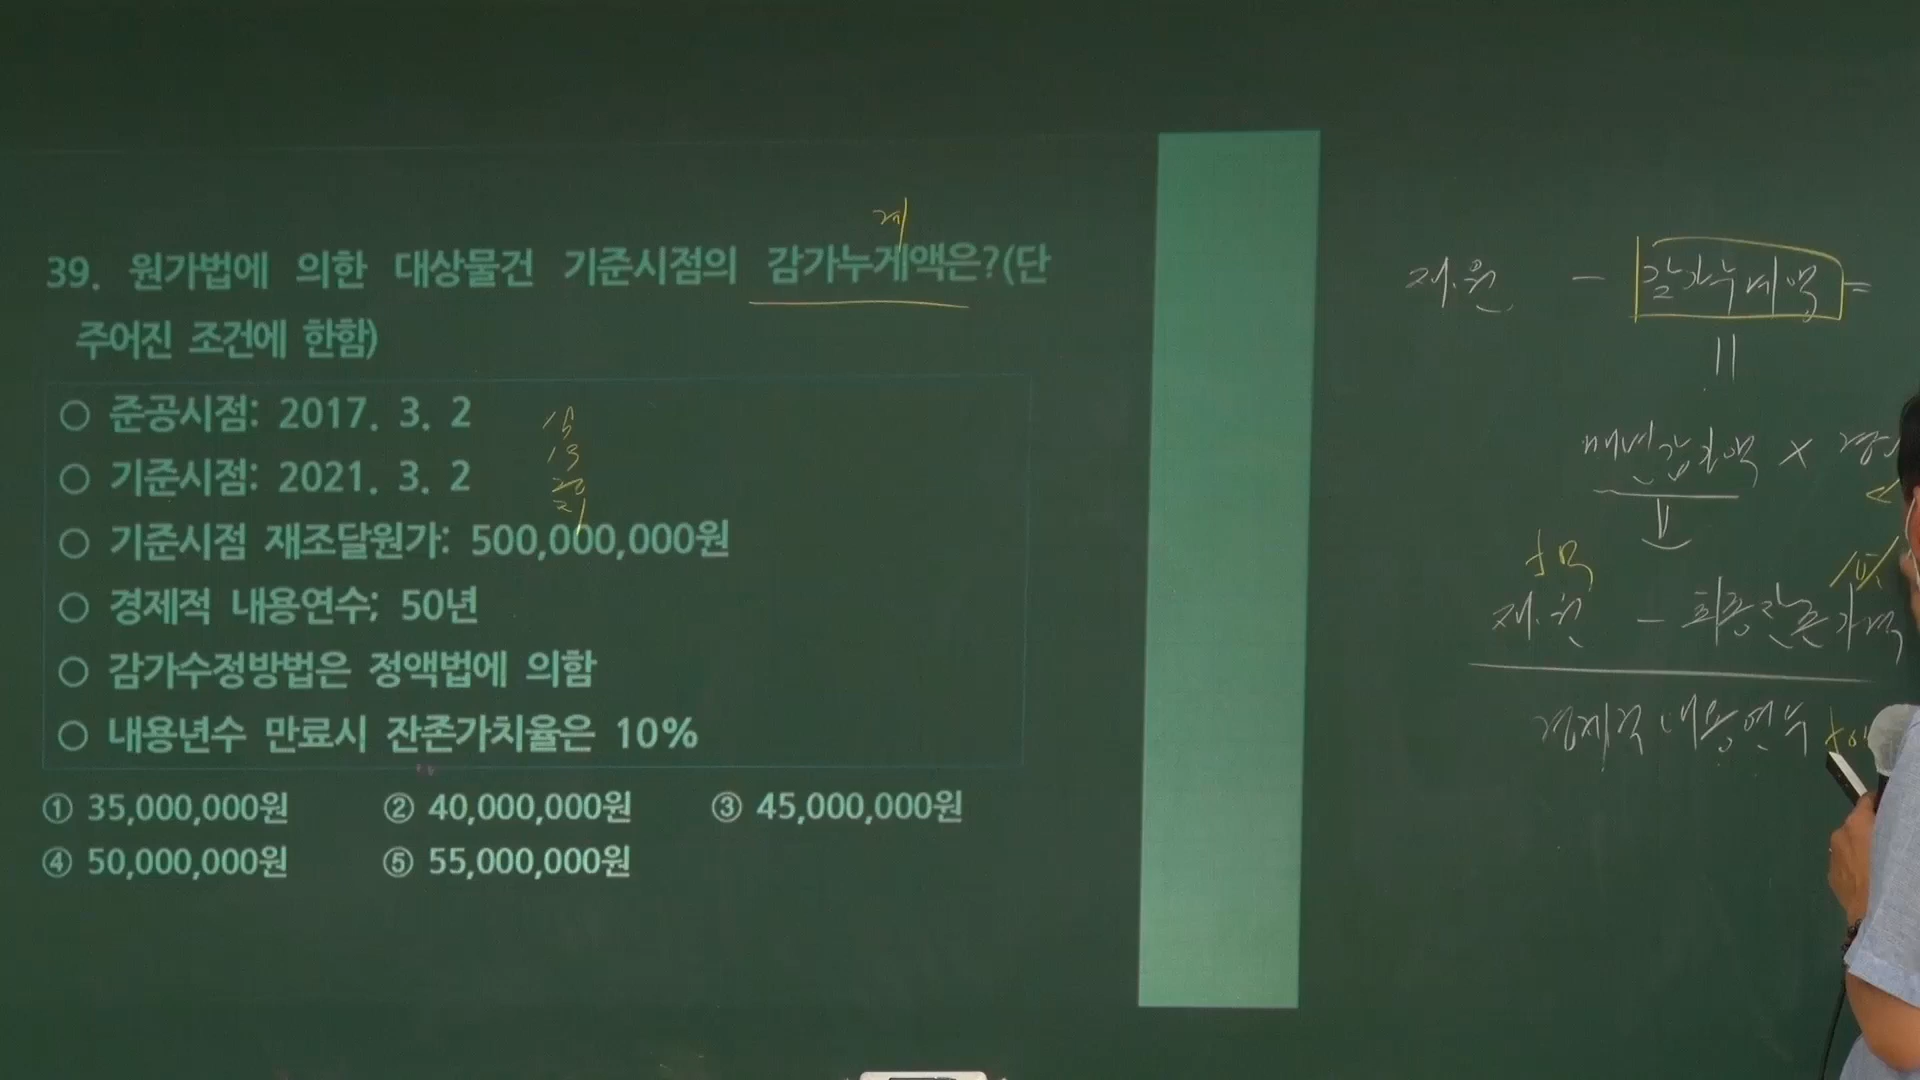 계
39. 원가법에 의한 대상물건 기준시점의 감가누게액은?(단
주어진 조건에 한함)
○ 준공시점: 2017. 3. 2
○ 기준시점: 2021. 3. 2
○ 기준시점 재조달원가: 500,000,000원
○ 경제적 내용연수; 50년
○ 감가수정방법은 정액법에 의함
○ 내용년수 만료시 잔존가치율은 10%
① 35,000,000원 ② 40,000,000원 ③ 45,000,000원
④ 50,000,000원 ⑤ 55,000,000원
19
20
21
재.원 - 감가누계액 =
매년감가액 ×
5억
재.원 - 최종잔존가액
경제적 내용연수